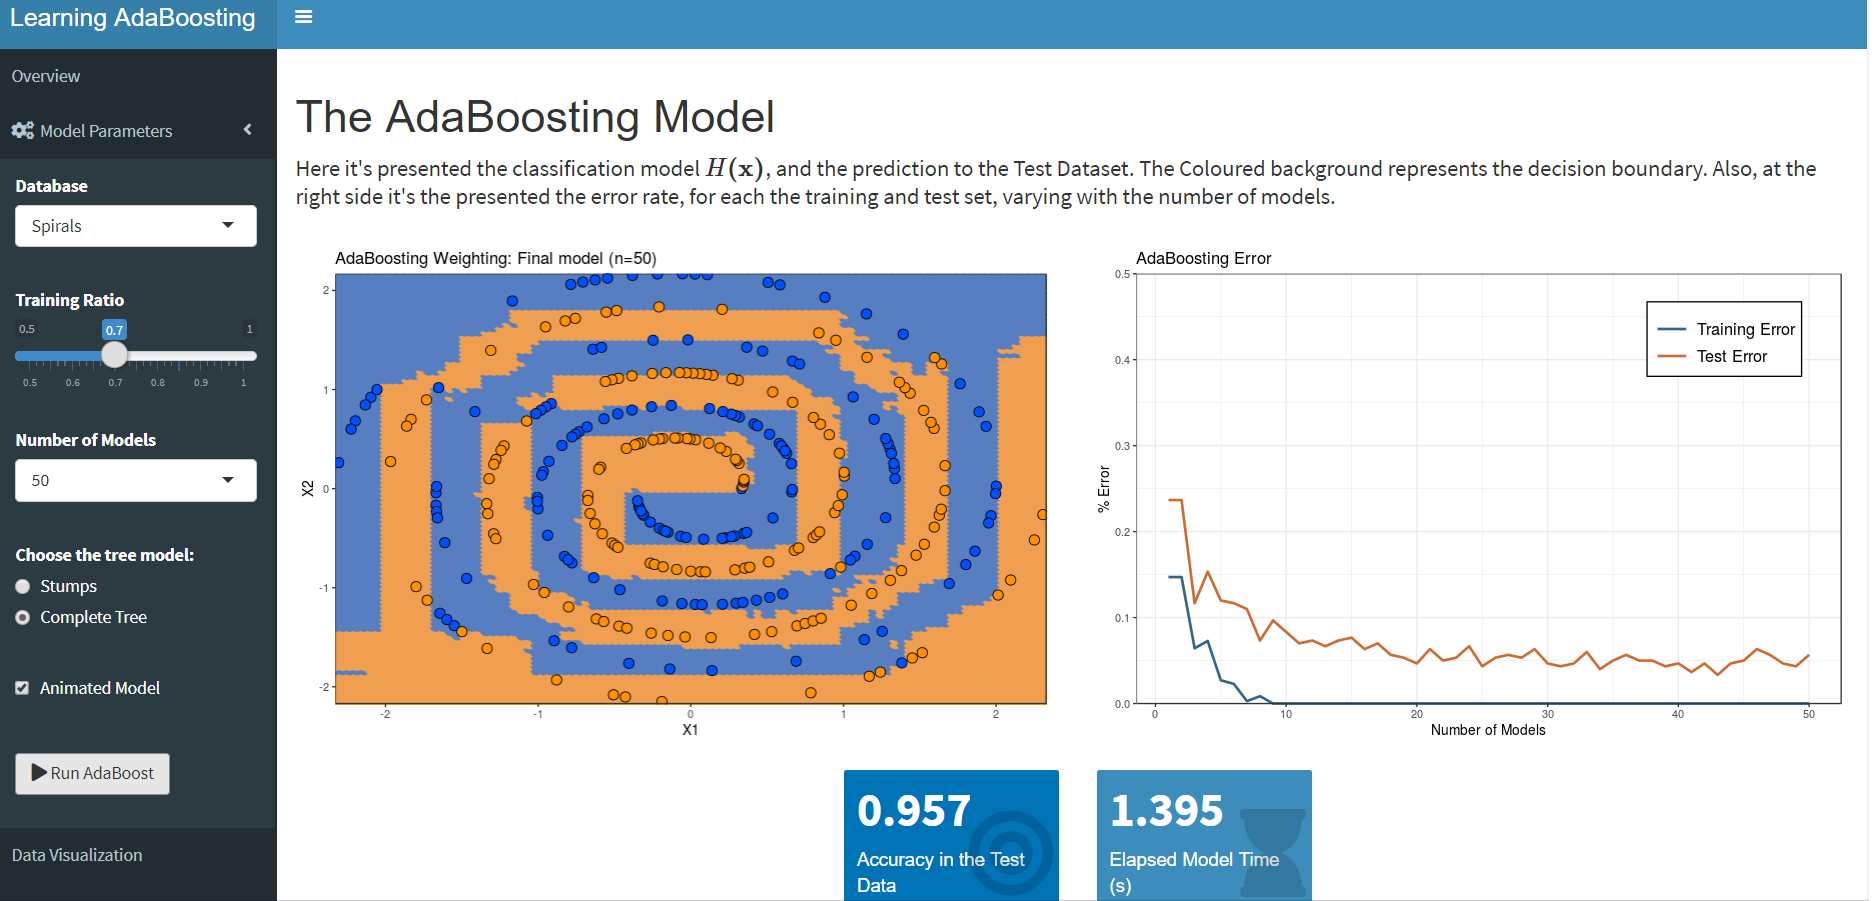 Learning AdaBoosting
Overview
Model Parameters
Database
Spirals
Training Ratio
0.5 0.7 1
0.5 0.6 0.7 0.8 0.9 1
Number of Models
50
Choose the tree model:
Stumps
Complete Tree
Animated Model
Run AdaBoost
Data Visualization
The AdaBoosting Model
Here it's presented the classification model H(x), and the prediction to the Test Dataset. The Coloured background represents the decision boundary. Also, at the
right side it's the presented the error rate, for each the training and test set, varying with the number of models.
AdaBoosting Weighting: Final model (n=50)
2
1
0
-1
-2
X2
-2 -1 0 1 2
X1
AdaBoosting Error
0.5
0.4
0.3
0.2
0.1
0.0
% Error
Training Error
Test Error
0 10 20 30 40 50
Number of Models
0.957
Accuracy in the Test
Data
1.395
Elapsed Model Time
(s)